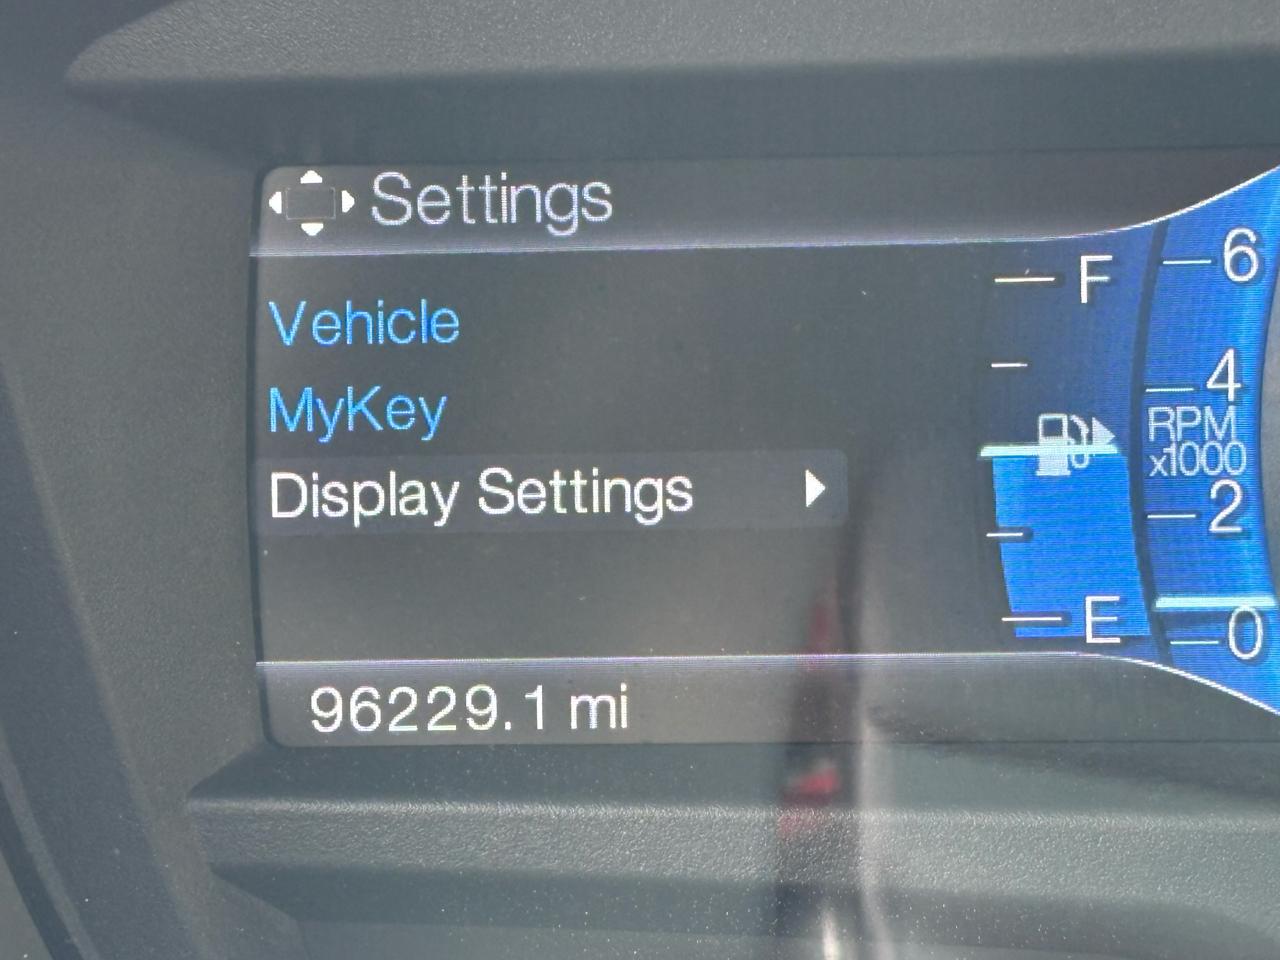 Settings
Vehicle
MyKey
Display Settings
96229.1 mi
F
E
6
4
RPM
x1000
2
0